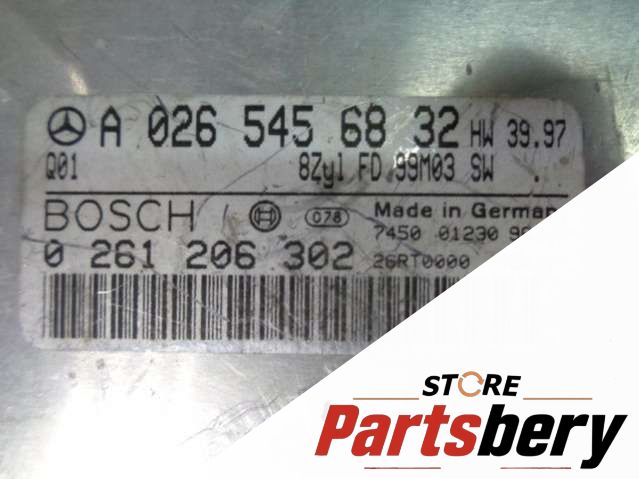 A 026 545 68 32 HW 39.97
Q01 8Zyl FD 99M03 SW .
BOSCH 078 Made in
0 261 206 302 7450 01230
26RT0000
STORE
Partsbery